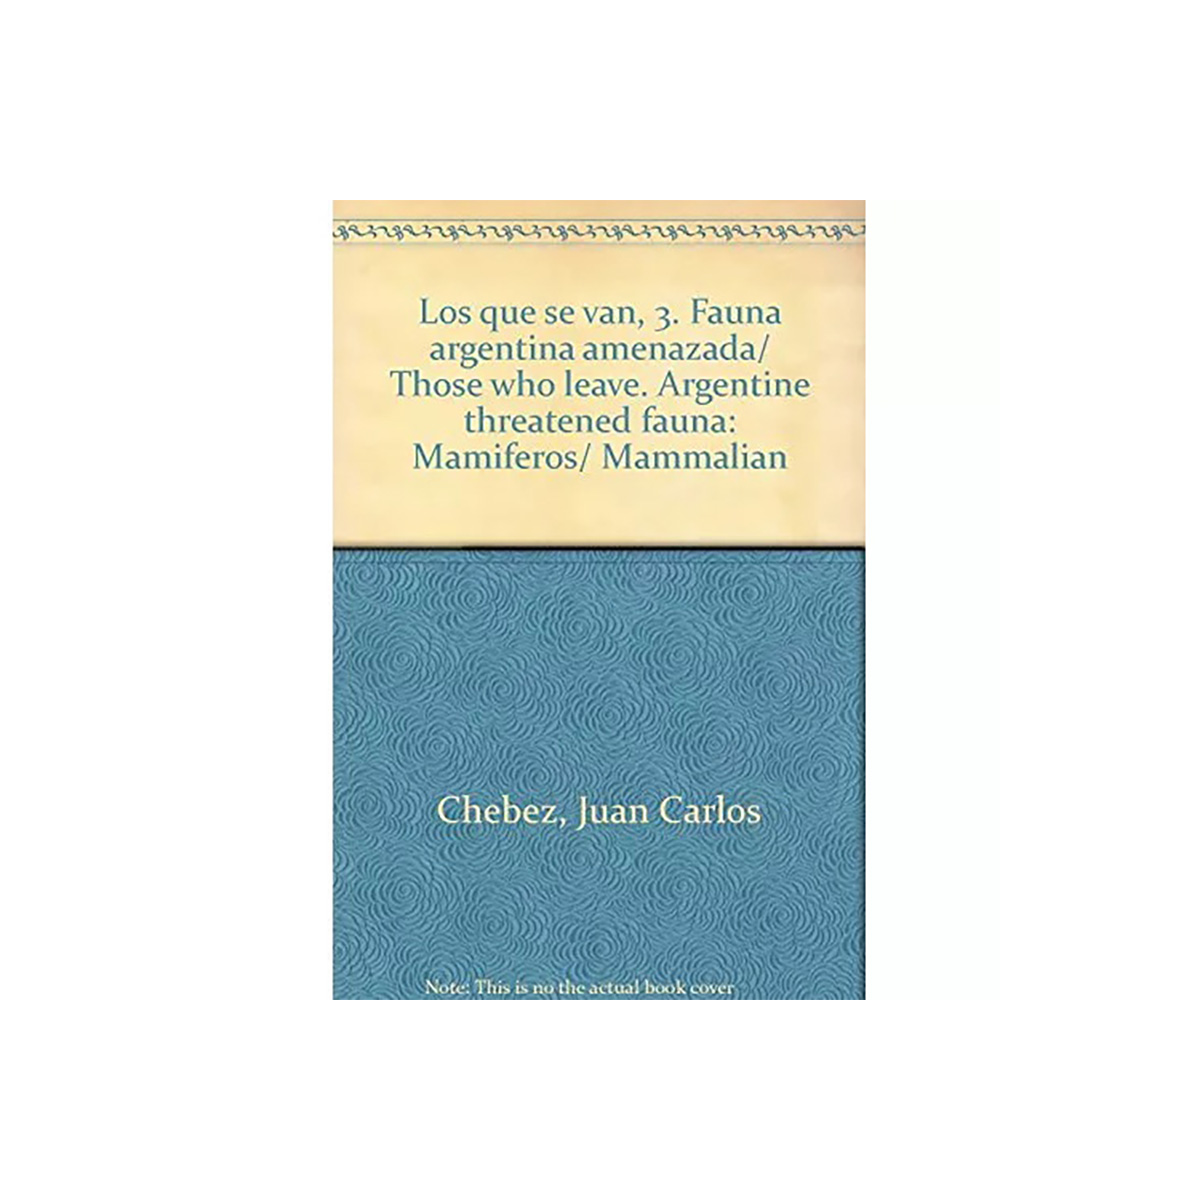 Los que se van, 3. Fauna
argentina amenazada/
Those who leave. Argentine
threatened fauna:
Mamiferos/ Mammalian
Chebez, Juan Carlos
Note: This is no the actual book cover